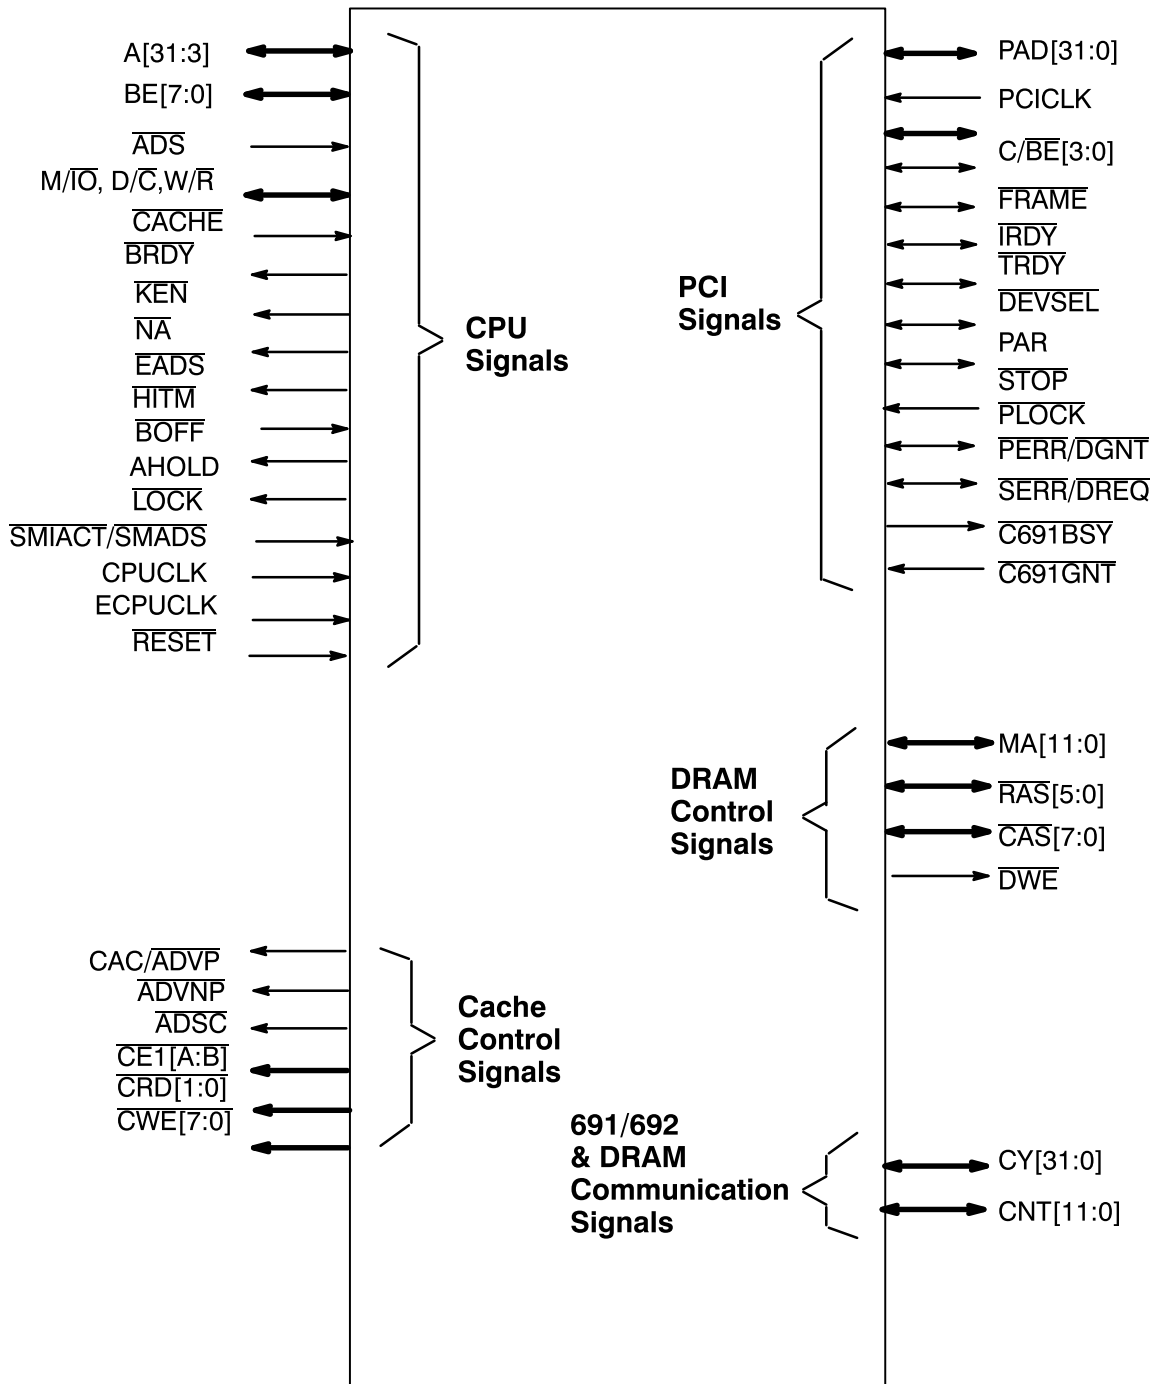 A[31:3]
BE[7:0]
ADS
M/IO, D/C,W/R
CACHE
BRDY
KEN
NA
EADS
HITM
BOFF
AHOLD
LOCK
SMIACT/SMADS
CPUCLK
ECPUCLK
RESET
CPU
Signals
CAC/ADVP
ADVNP
ADSC
CE1[A:B]
CRD[1:0]
CWE[7:0]
Cache
Control
Signals
PCI
Signals
PAD[31:0]
PCICLK
C/BE[3:0]
FRAME
IRDY
TRDY
DEVSEL
PAR
STOP
PLOCK
PERR/DGNT
SERR/DREQ
C691BSY
C691GNT
DRAM
Control
Signals
MA[11:0]
RAS[5:0]
CAS[7:0]
DWE
691/692
& DRAM
Communication
Signals
CY[31:0]
CNT[11:0]